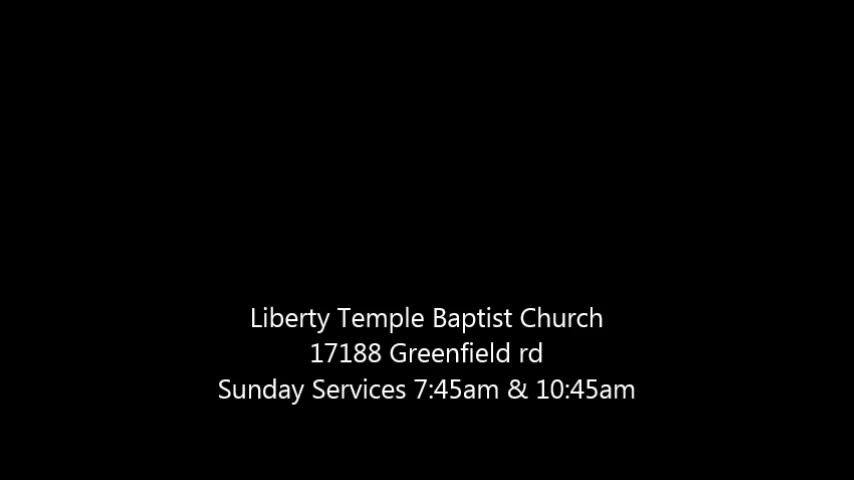 Liberty Temple Baptist Church
17188 Greenfield rd
Sunday Services 7:45am & 10:45am